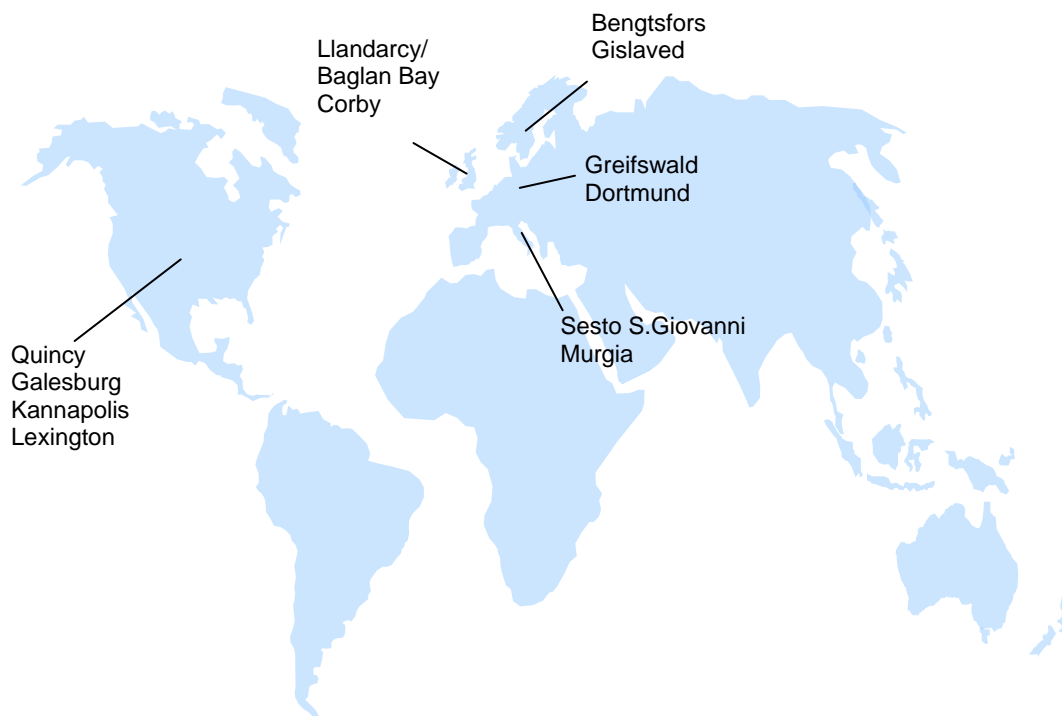 Bengtsfors
Gislaved
Llandarcy/
Baglan Bay
Corby
Greifswald
Dortmund
Sesto S.Giovanni
Murgia
Quincy
Galesburg
Kannapolis
Lexington